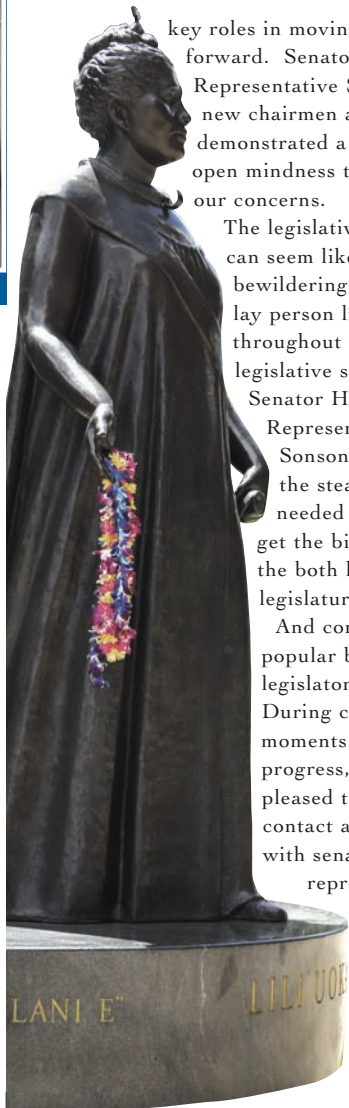 key roles in movin
forward. Senato
Representative S
new chairmen a
demonstrated a
open mindness t
our concerns.
The legislativ
can seem like
bewildering
lay person li
throughout
legislative s
Senator H
Represen
Sonson
the stea
needed
get the bi
the both h
legislatur
And con
popular b
legislator
During c
moments
progress,
pleased t
contact a
with sena
repr
LANI E"
LILI UOK